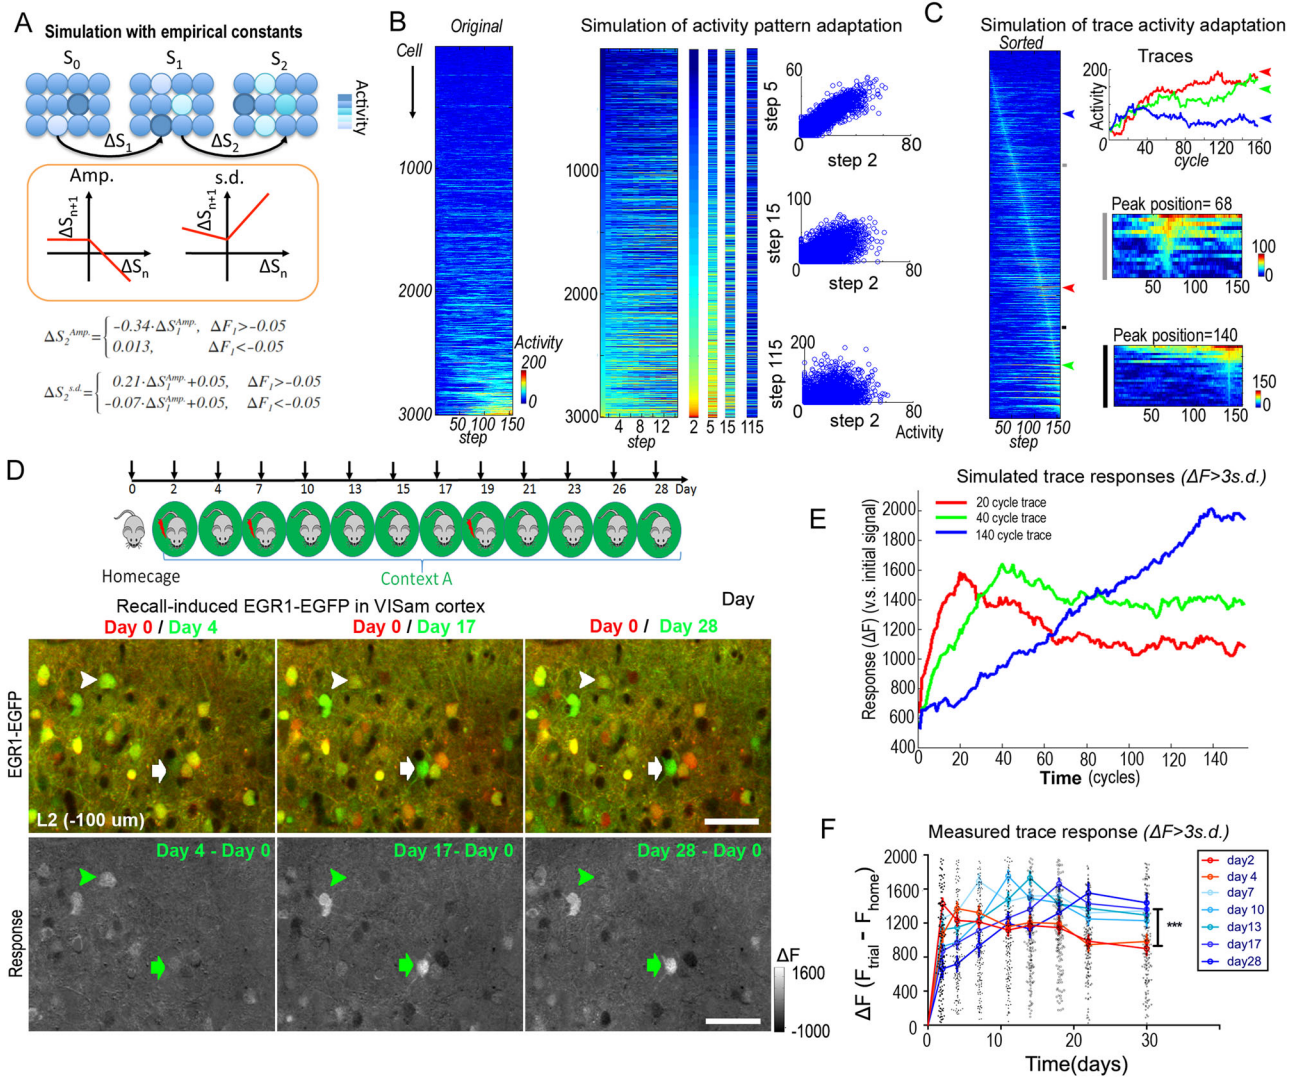 A
Simulation with empirical constants
S0
S1
S2
Activity
ΔS1
ΔS2
Amp.
s.d.
ΔSn+1
ΔSn
ΔSn+1
ΔSn
ΔS2^Amp.= { -0.34·ΔS1^Amp., ΔF1>-0.05
0.013, ΔF1<-0.05
ΔS2^s.d.= { 0.21·ΔS1^Amp.+0.05, ΔF1>-0.05
-0.07·ΔS1^Amp.+0.05, ΔF1<-0.05
B
Original
Simulation of activity pattern adaptation
Cell
1000
2000
3000
Activity
200
0
50 100 150
step
1000
2000
3000
4 8 12
step
2 5 15 115
60
step 5
0
0
step 2
80
100
step 15
0
0
step 2
80
200
step 115
0
0
80
step 2
Activity
C
Simulation of trace activity adaptation
Sorted
50 100 150
step
Traces
200
Activity
0
40 80 120 160
cycle
Peak position= 68
100
0
50 100 150
Peak position=140
150
0
50 100 150
D
0 2 4 7 10 13 15 17 19 21 23 26 28 Day
Homecage
Context A
Recall-induced EGR1-EGFP in VISam cortex
Day
Day 0 / Day 4
Day 0 / Day 17
Day 0 / Day 28
EGR1-EGFP
L2 (-100 um)
Day 4 - Day 0
Day 17- Day 0
Day 28 - Day 0
Response
ΔF
1600
-1000
E
Simulated trace responses (ΔF>3s.d.)
20 cycle trace
40 cycle trace
140 cycle trace
Response (ΔF) (v.s. initial signal)
2000
1800
1600
1400
1200
1000
800
600
400
0 20 40 60 80 100 120 140
Time (cycles)
F
Measured trace response (ΔF>3s.d.)
ΔF (Ftrial - Fhome)
2000
1600
1200
800
400
0
0 10 20 30
Time(days)
day2
day 4
day7
day 10
day13
day17
day28
***